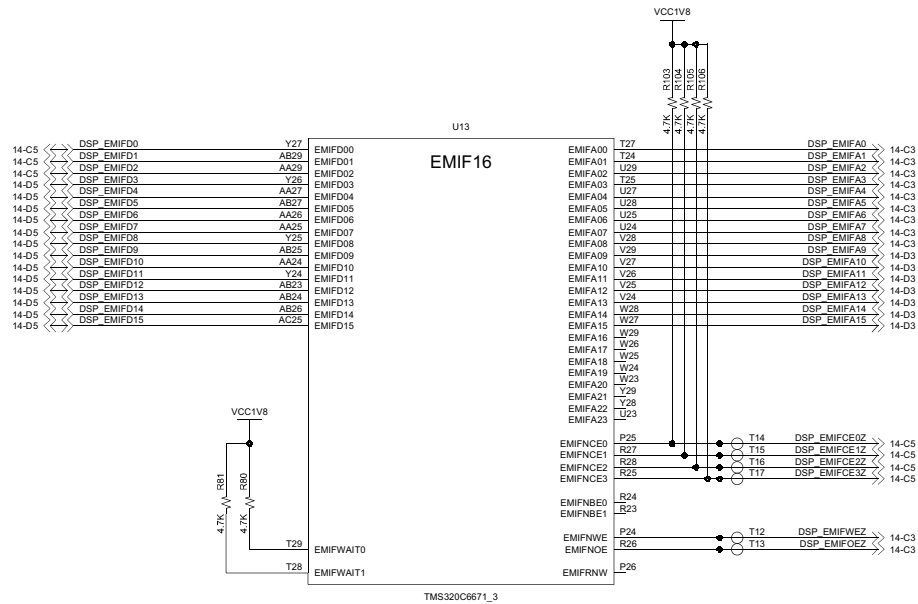 VCC1V8
R103 R104 R105 R106
4.7K 4.7K 4.7K 4.7K
U13
EMIF16
14-C5 DSP_EMIFD0 Y27 EMIFD00 EMIFA00 T27 DSP_EMIFA0 14-C3
14-C5 DSP_EMIFD1 AB29 EMIFD01 EMIFA01 T24 DSP_EMIFA1 14-C3
14-C5 DSP_EMIFD2 AA29 EMIFD02 EMIFA02 U29 DSP_EMIFA2 14-C3
14-D5 DSP_EMIFD3 Y26 EMIFD03 EMIFA03 T25 DSP_EMIFA3 14-C3
14-D5 DSP_EMIFD4 AA27 EMIFD04 EMIFA04 U27 DSP_EMIFA4 14-C3
14-D5 DSP_EMIFD5 AB27 EMIFD05 EMIFA05 U28 DSP_EMIFA5 14-C3
14-D5 DSP_EMIFD6 AA26 EMIFD06 EMIFA06 U25 DSP_EMIFA6 14-C3
14-D5 DSP_EMIFD7 AA25 EMIFD07 EMIFA07 U24 DSP_EMIFA7 14-C3
14-D5 DSP_EMIFD8 Y25 EMIFD08 EMIFA08 V28 DSP_EMIFA8 14-C3
14-D5 DSP_EMIFD9 AB25 EMIFD09 EMIFA09 V29 DSP_EMIFA9 14-D3
14-D5 DSP_EMIFD10 AA24 EMIFD10 EMIFA10 V27 DSP_EMIFA10 14-D3
14-D5 DSP_EMIFD11 Y24 EMIFD11 EMIFA11 V26 DSP_EMIFA11 14-D3
14-D5 DSP_EMIFD12 AB23 EMIFD12 EMIFA12 V25 DSP_EMIFA12 14-D3
14-D5 DSP_EMIFD13 AB24 EMIFD13 EMIFA13 V24 DSP_EMIFA13 14-D3
14-D5 DSP_EMIFD14 AB26 EMIFD14 EMIFA14 W28 DSP_EMIFA14 14-D3
14-D5 DSP_EMIFD15 AC25 EMIFD15 EMIFA15 W27 DSP_EMIFA15 14-D3
EMIFA16 W29
EMIFA17 W26
EMIFA18 W25
EMIFA19 W24
EMIFA20 W23
EMIFA21 Y29
EMIFA22 Y28
EMIFA23 U23
VCC1V8
EMIFNCE0 P25 T14 DSP_EMIFCE0Z 14-C5
EMIFNCE1 R27 T15 DSP_EMIFCE1Z 14-C5
EMIFNCE2 R28 T16 DSP_EMIFCE2Z 14-C5
EMIFNCE3 R25 T17 DSP_EMIFCE3Z 14-C5
R81 R80
4.7K 4.7K
EMIFNBE0 R24
EMIFNBE1 R23
EMIFNWE P24 T12 DSP_EMIFWEZ 14-C3
T29 EMIFWAIT0 EMIFNOE R26 T13 DSP_EMIFOEZ 14-C3
T28 EMIFWAIT1 EMIFRNW P26
TMS320C6671_3